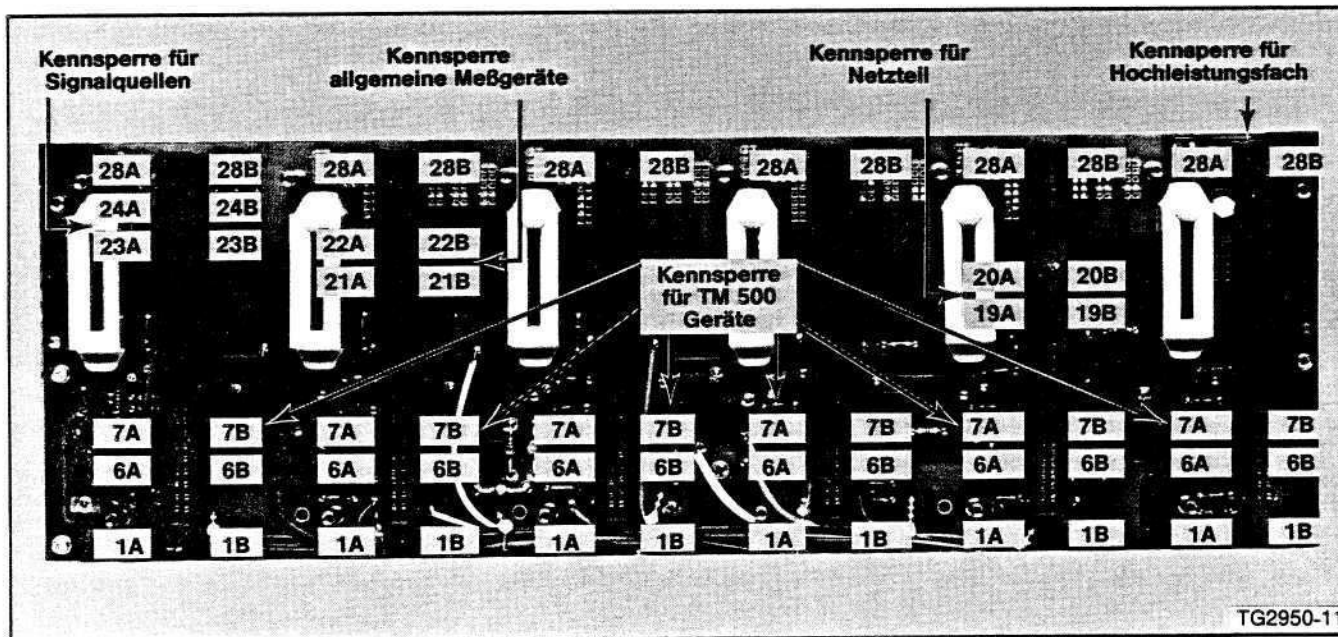 Kennsperre für
Signalquellen
Kennsperre
allgemeine Meßgeräte
Kennsperre für
Netzteil
Kennsperre für
Hochleistungsfach
28A 28B 28A 28B 28A 28B 28A 28B 28A 28B 28A 28B
24A 24B
23A 23B 22A 22B
21A 21B 20A 20B
19A 19B
Kennsperre
für TM 500
Geräte
7A 7B 7A 7B 7A 7B 7A 7B 7A 7B 7A 7B
6A 6B 6A 6B 6A 6B 6A 6B 6A 6B 6A 6B
1A 1B 1A 1B 1A 1B 1A 1B 1A 1B 1A 1B
TG2950-11